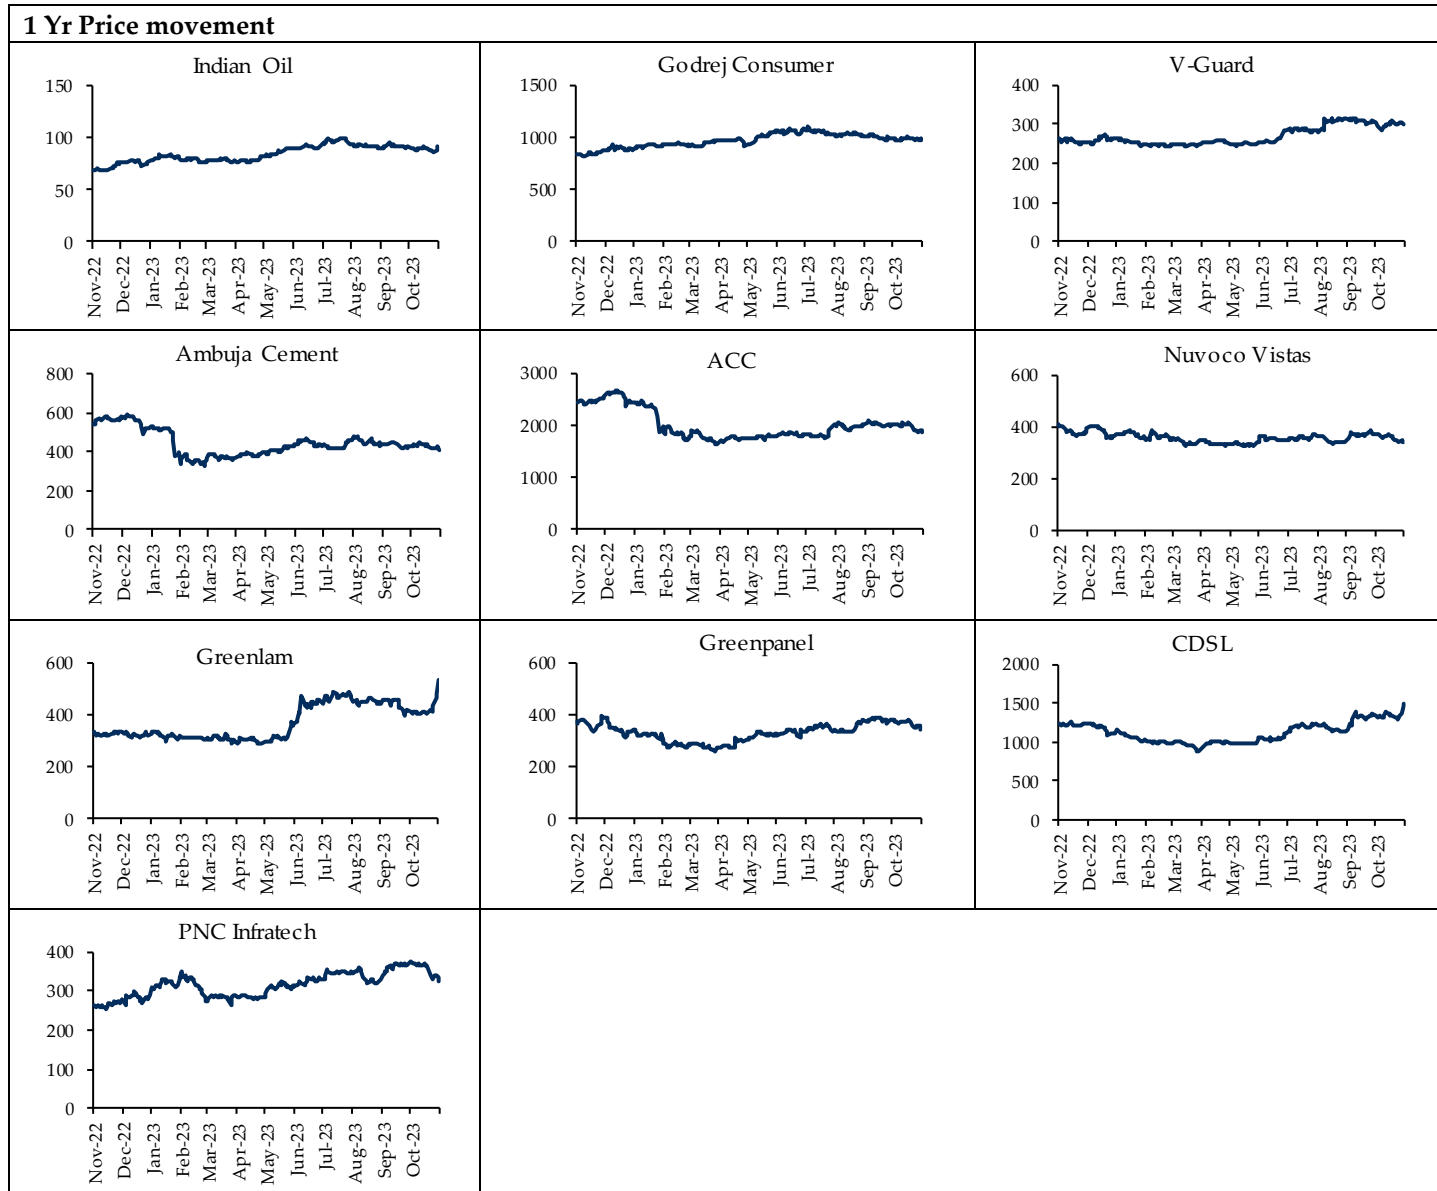 1 Yr Price movement
Indian Oil
150
100
50
0
Nov-22
Dec-22
Jan-23
Feb-23
Mar-23
Apr-23
May-23
Jun-23
Jul-23
Aug-23
Sep-23
Oct-23
Godrej Consumer
1500
1000
500
0
Nov-22
Dec-22
Jan-23
Feb-23
Mar-23
Apr-23
May-23
Jun-23
Jul-23
Aug-23
Sep-23
Oct-23
V-Guard
400
300
200
100
0
Nov-22
Dec-22
Jan-23
Feb-23
Mar-23
Apr-23
May-23
Jun-23
Jul-23
Aug-23
Sep-23
Oct-23
Ambuja Cement
800
600
400
200
0
Nov-22
Dec-22
Jan-23
Feb-23
Mar-23
Apr-23
May-23
Jun-23
Jul-23
Aug-23
Sep-23
Oct-23
ACC
3000
2000
1000
0
Nov-22
Dec-22
Jan-23
Feb-23
Mar-23
Apr-23
May-23
Jun-23
Jul-23
Aug-23
Sep-23
Oct-23
Nuvoco Vistas
600
400
200
0
Nov-22
Dec-22
Jan-23
Feb-23
Mar-23
Apr-23
May-23
Jun-23
Jul-23
Aug-23
Sep-23
Oct-23
Greenlam
600
400
200
0
Nov-22
Dec-22
Jan-23
Feb-23
Mar-23
Apr-23
May-23
Jun-23
Jul-23
Aug-23
Sep-23
Oct-23
Greenpanel
600
400
200
0
Nov-22
Dec-22
Jan-23
Feb-23
Mar-23
Apr-23
May-23
Jun-23
Jul-23
Aug-23
Sep-23
Oct-23
CDSL
2000
1500
1000
500
0
Nov-22
Dec-22
Jan-23
Feb-23
Mar-23
Apr-23
May-23
Jun-23
Jul-23
Aug-23
Sep-23
Oct-23
PNC Infratech
400
300
200
100
0
Nov-22
Dec-22
Jan-23
Feb-23
Mar-23
Apr-23
May-23
Jun-23
Jul-23
Aug-23
Sep-23
Oct-23